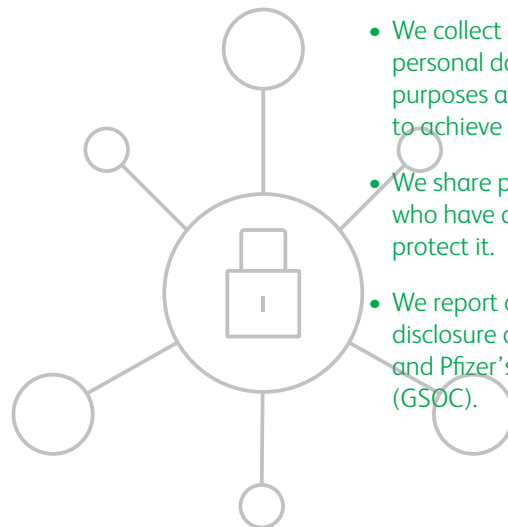 • We collect
personal
purposes
to achieve
• We share
who have
protect it.
• We report
disclosure
and Pfizer's
(GSOC).